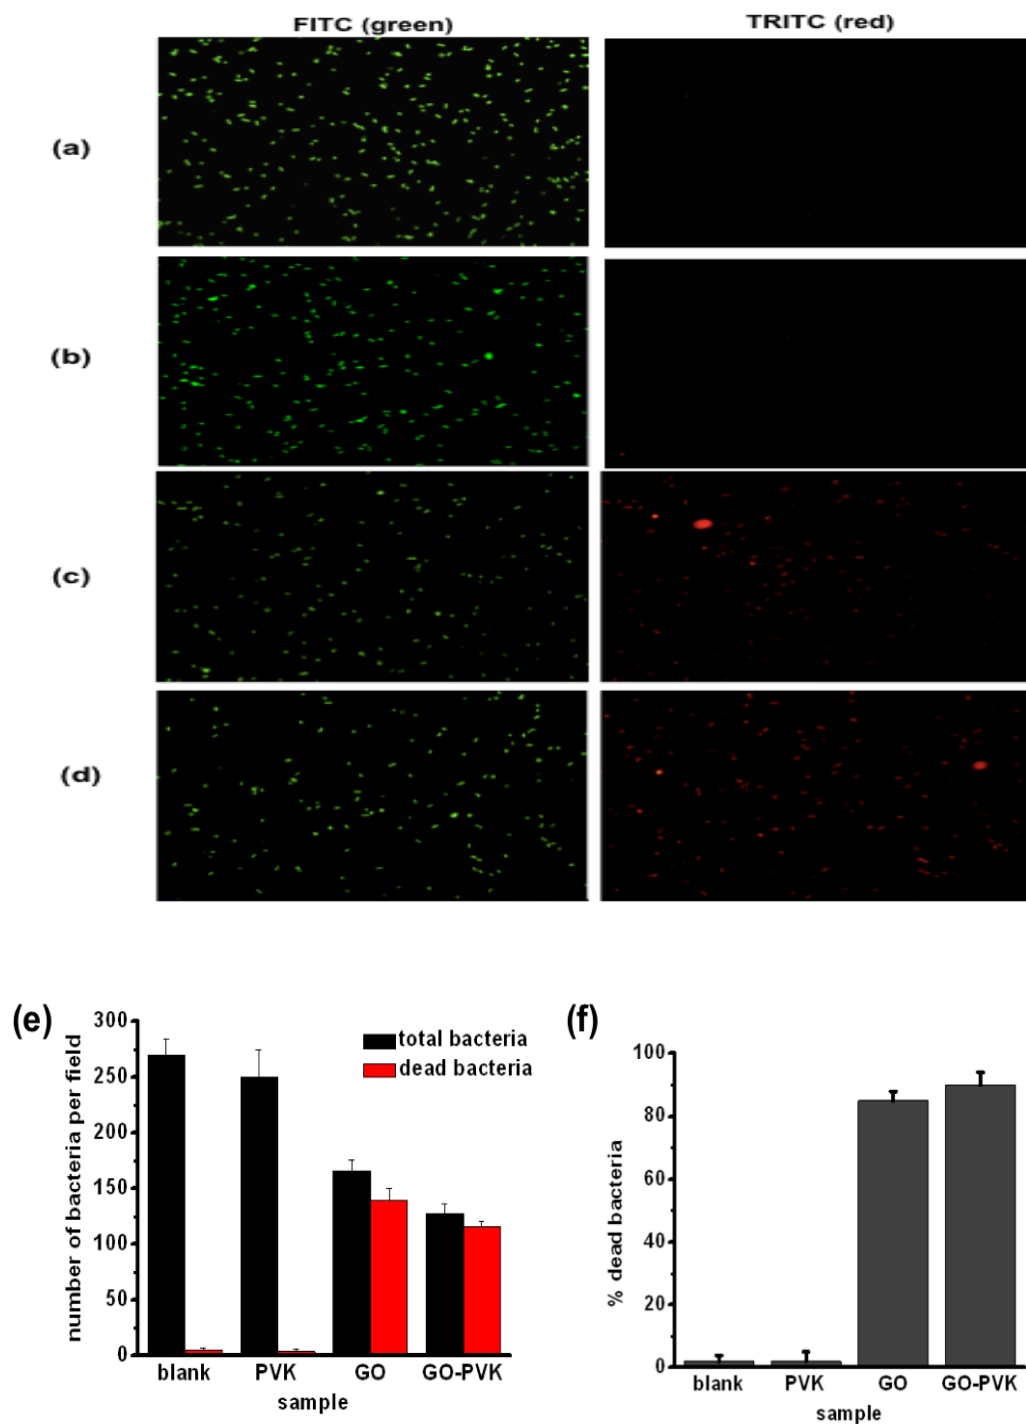 FITC (green)
TRITC (red)
(a)
(b)
(c)
(d)
(e)
number of bacteria per field
300
250
200
150
100
50
0
total bacteria
dead bacteria
blank
PVK
GO
GO-PVK
sample
(f)
% dead bacteria
100
80
60
40
20
0
blank
PVK
GO
GO-PVK
sample